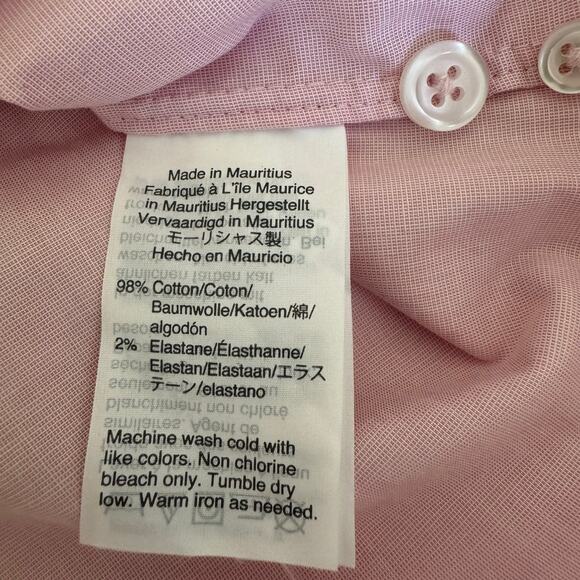 Made in Mauritius
Fabriqué à L'île Maurice
in Mauritius Hergestellt
Vervaardigd in Mauritius
モーリシャス製
Hecho en Mauricio
98% Cotton/Coton/
Baumwolle/Katoen/綿/
algodón
2% Elastane/Élasthanne/
Elastan/Elastaan/エラス
テーン/elastano
Machine wash cold with
like colors. Non chlorine
bleach only. Tumble dry
low. Warm iron as needed.